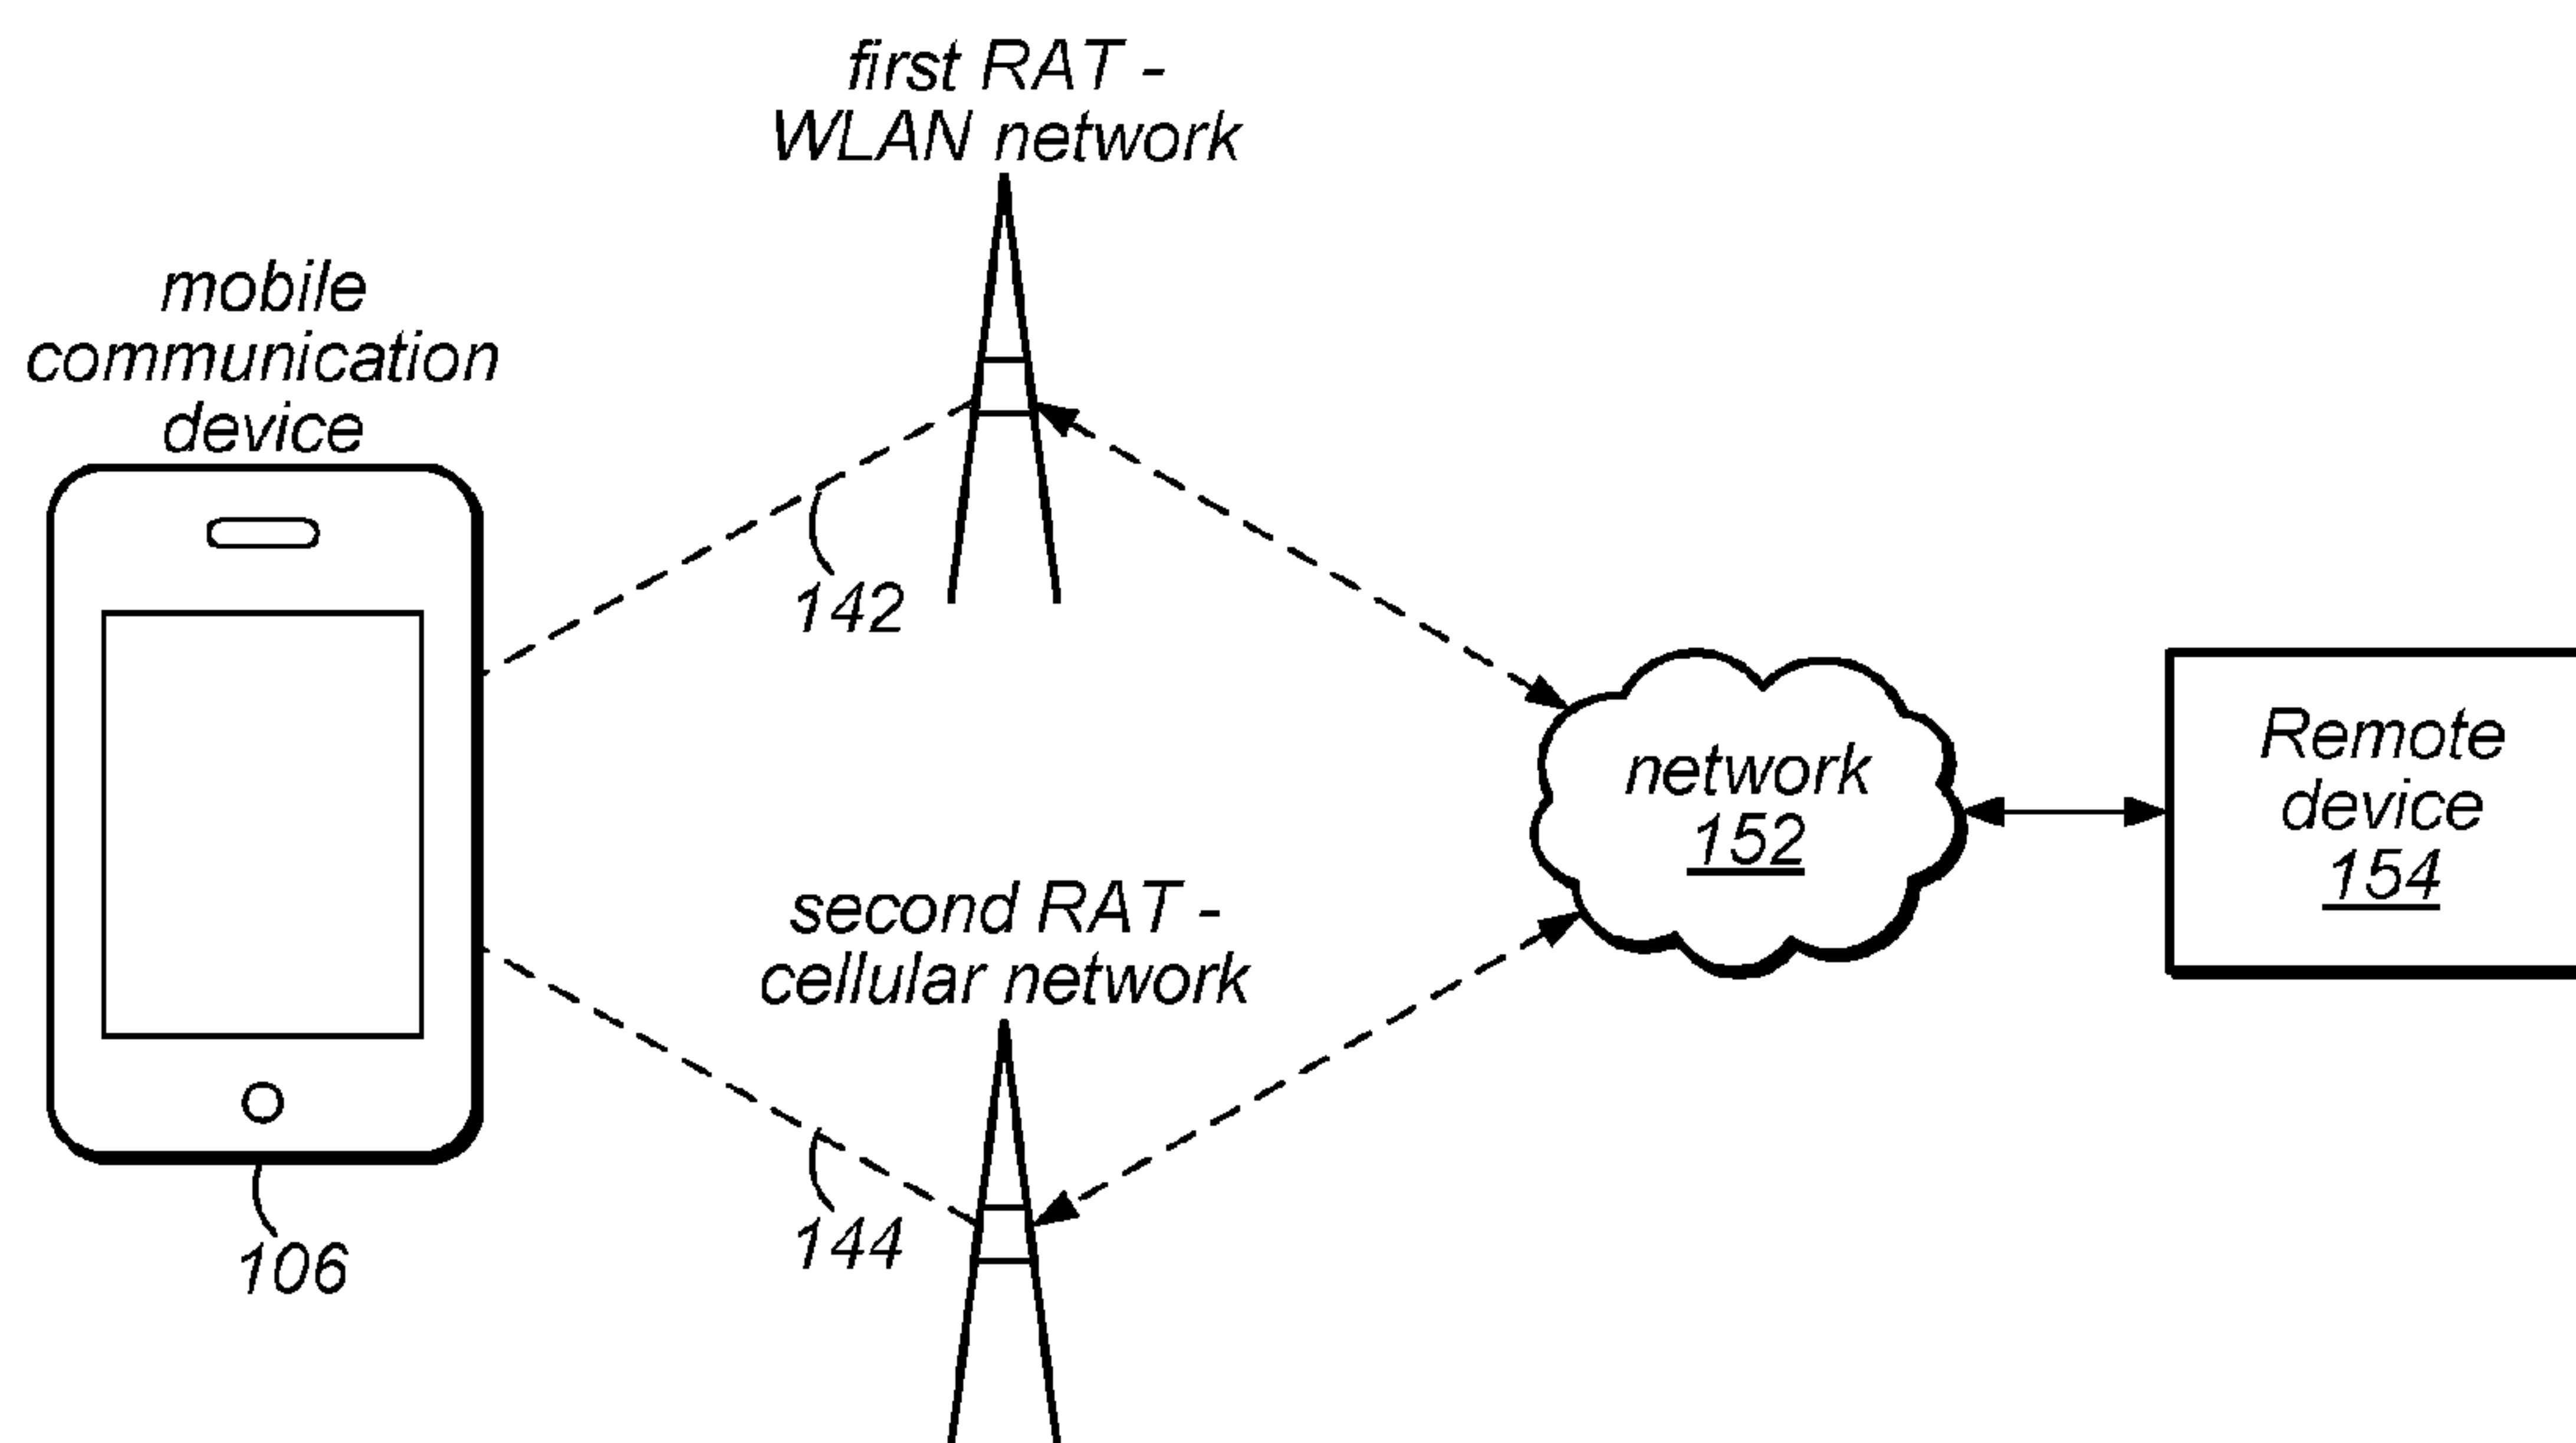 first RAT -
WLAN network
mobile
communication
device
142
network
152
Remote
device
154
second RAT -
cellular network
144
106